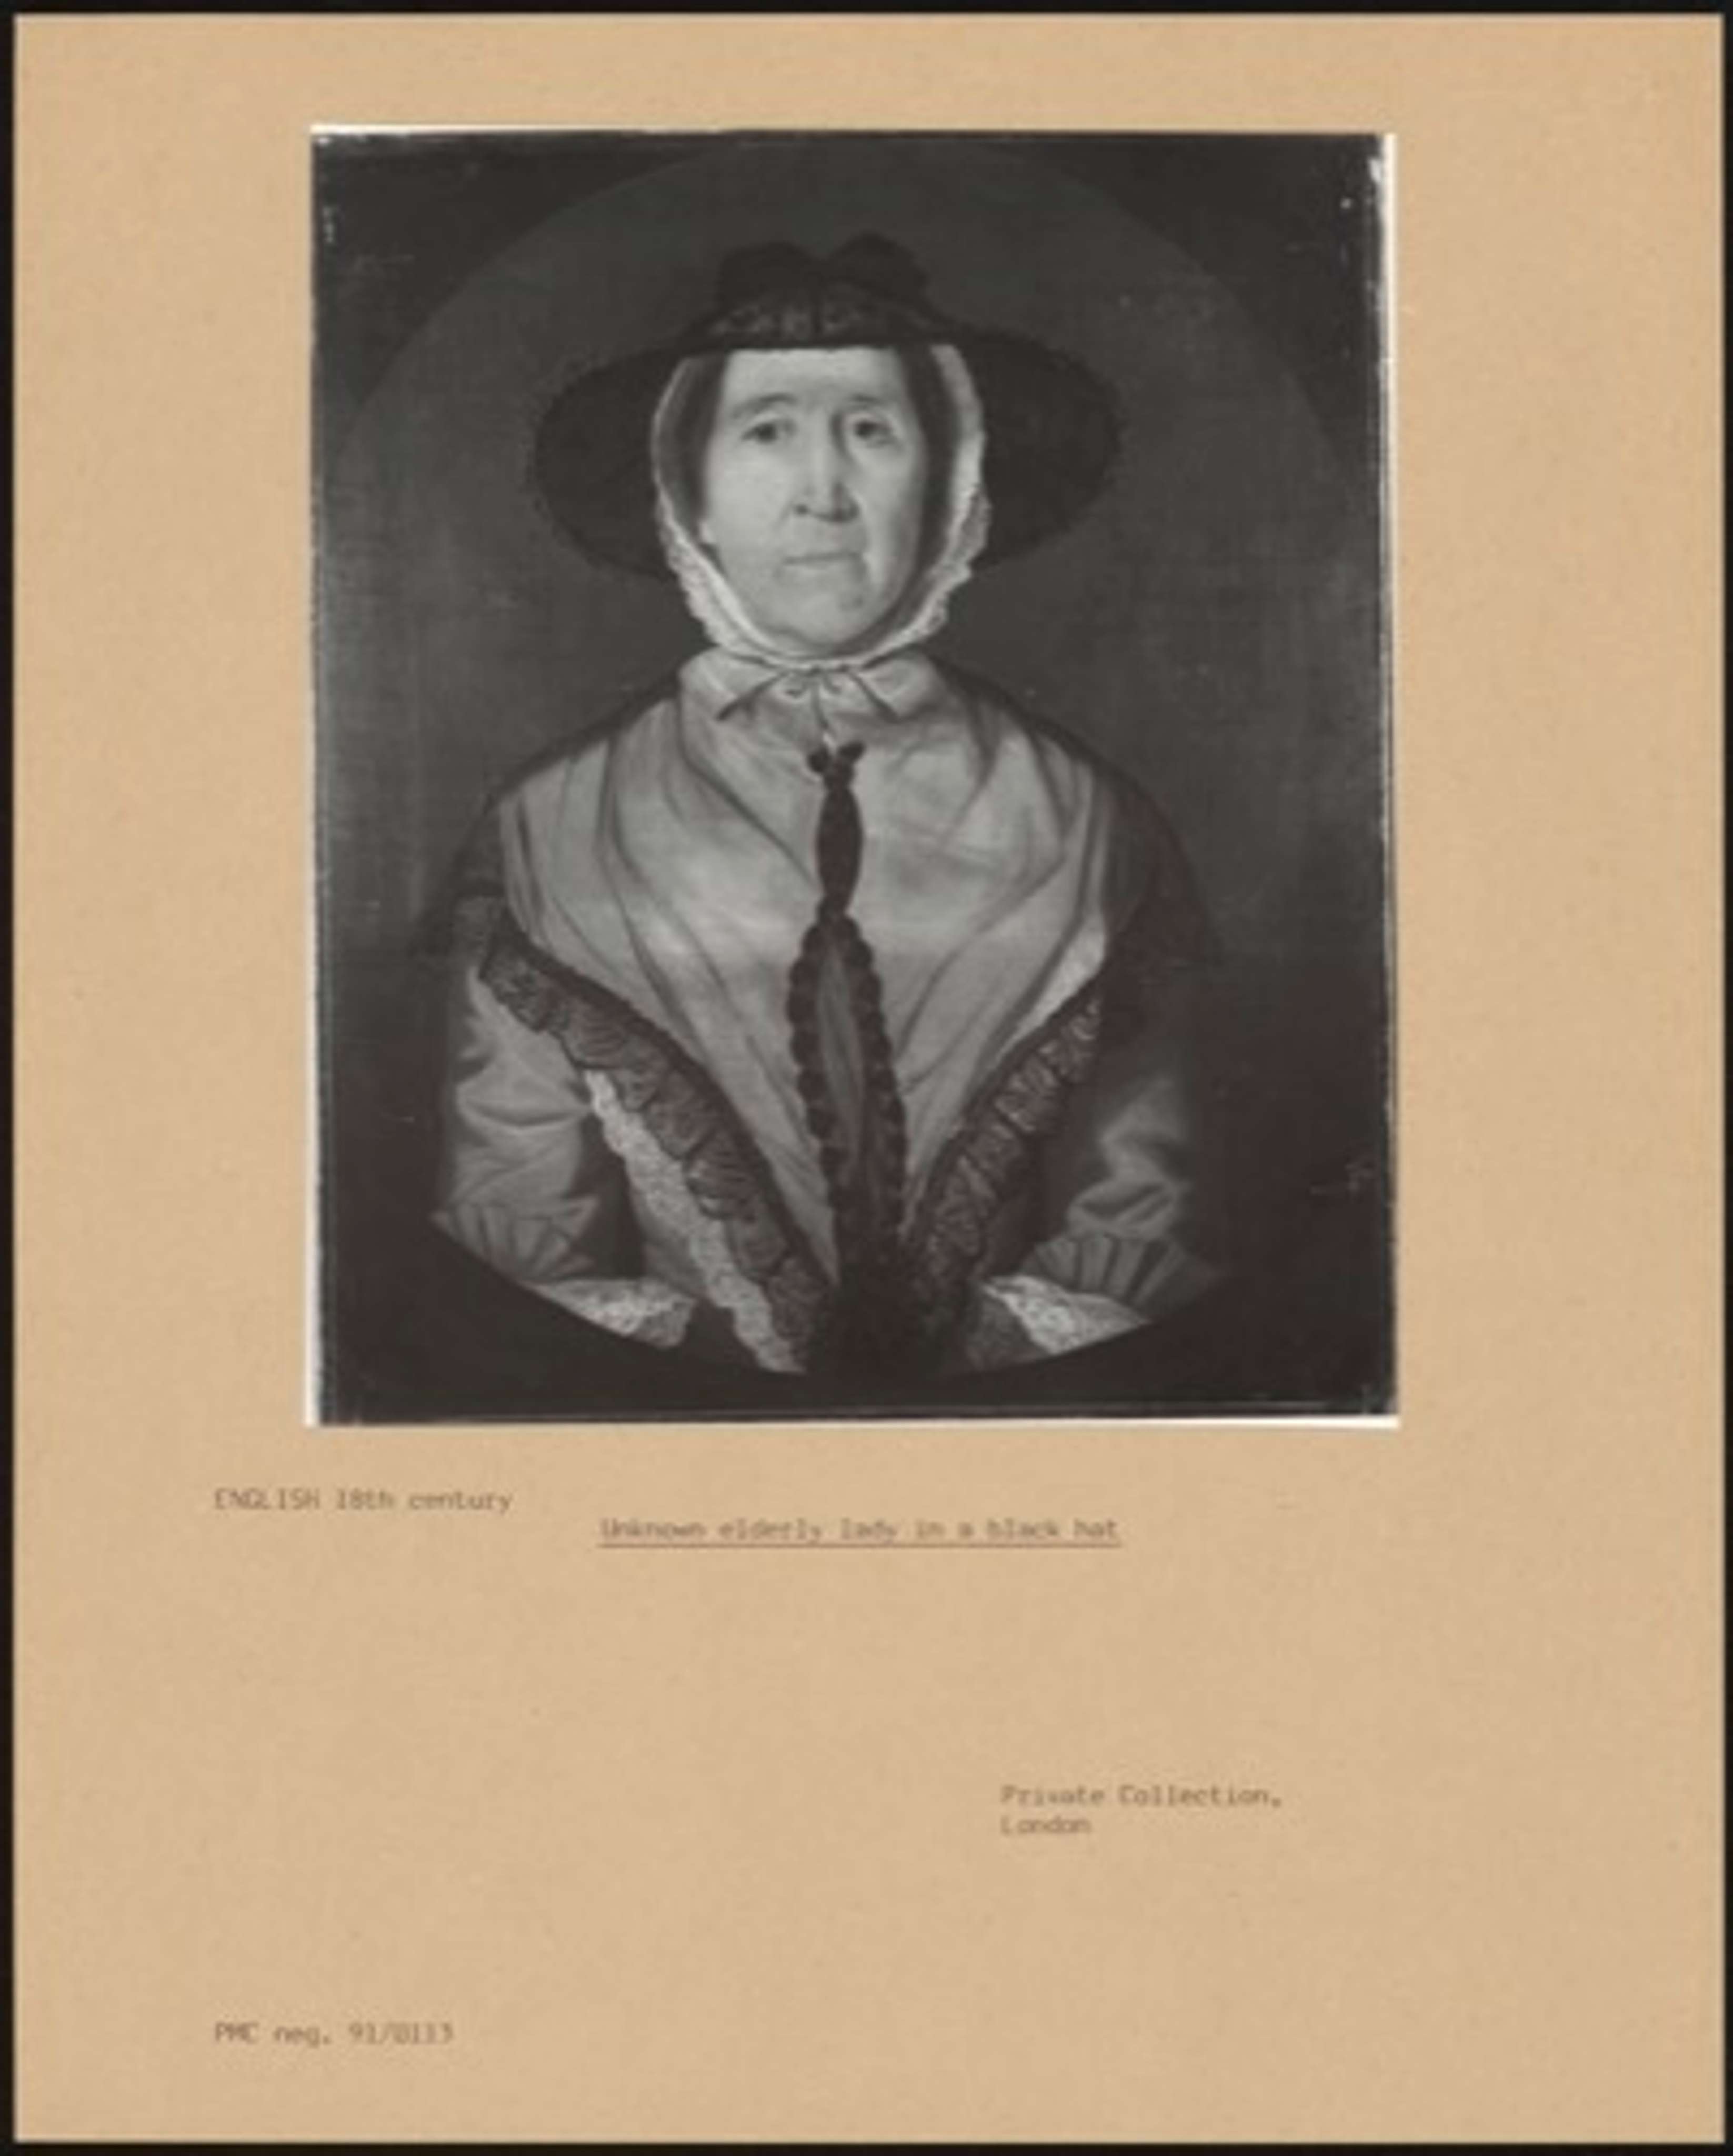 ENGLISH 18th century
Unknown elderly lady in a black hat
Private Collection,
London
PMC neg. 91/0113